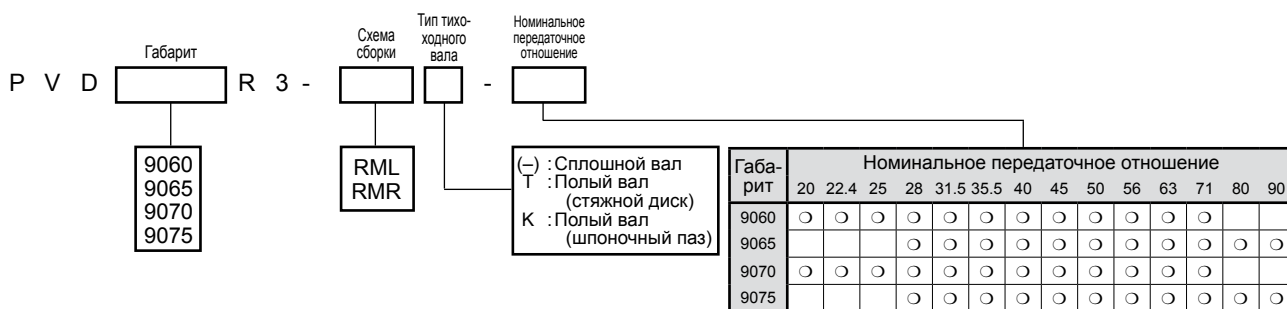 Габарит
Схема
сборки
Тип тихо-
ходного
вала
Номинальное
передаточное
отношение
P V D R 3 - -
9060
9065
9070
9075
RML
RMR
(–) : Сплошной вал
T : Полый вал
(стяжной диск)
K : Полый вал
(шпоночный паз)
Габа-
рит
Номинальное передаточное отношение
20 22.4 25 28 31.5 35.5 40 45 50 56 63 71 80 90
9060 ❍ ❍ ❍ ❍ ❍ ❍ ❍ ❍ ❍ ❍ ❍ ❍
9065 ❍ ❍ ❍ ❍ ❍ ❍ ❍ ❍ ❍ ❍ ❍
9070 ❍ ❍ ❍ ❍ ❍ ❍ ❍ ❍ ❍ ❍ ❍ ❍
9075 ❍ ❍ ❍ ❍ ❍ ❍ ❍ ❍ ❍ ❍ ❍